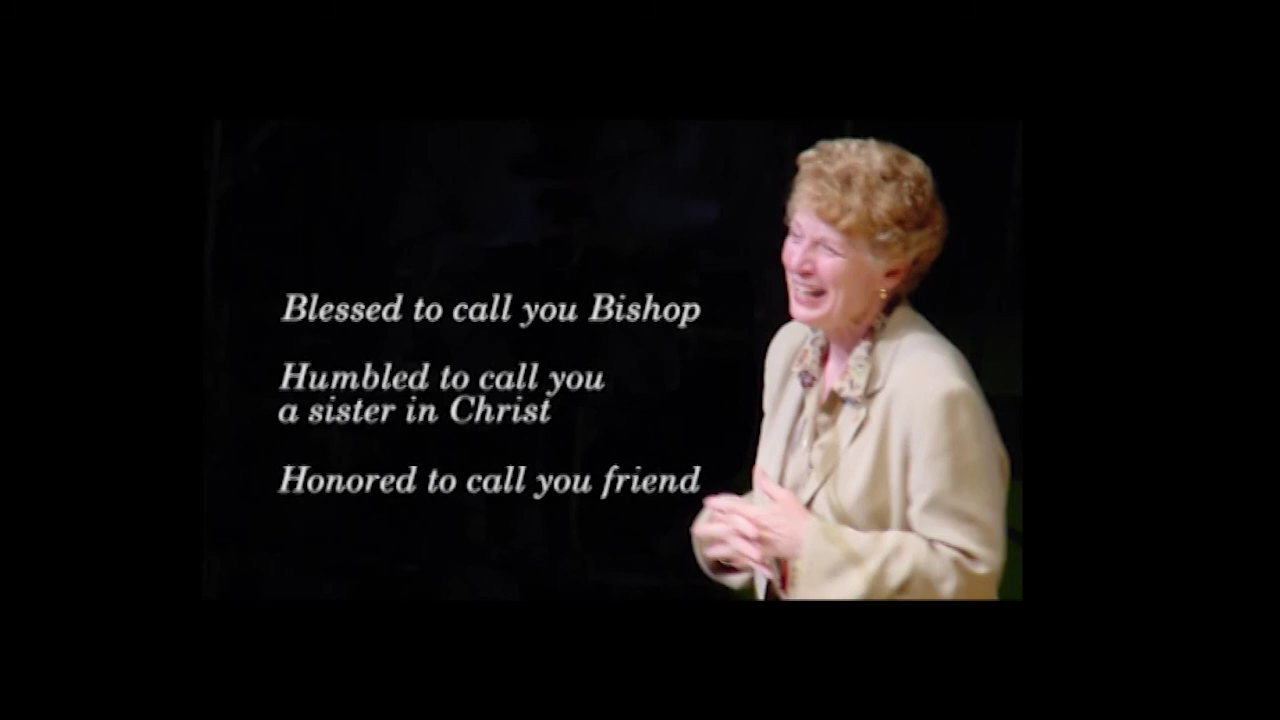 Blessed to call you Bishop
Humbled to call you
a sister in Christ
Honored to call you friend